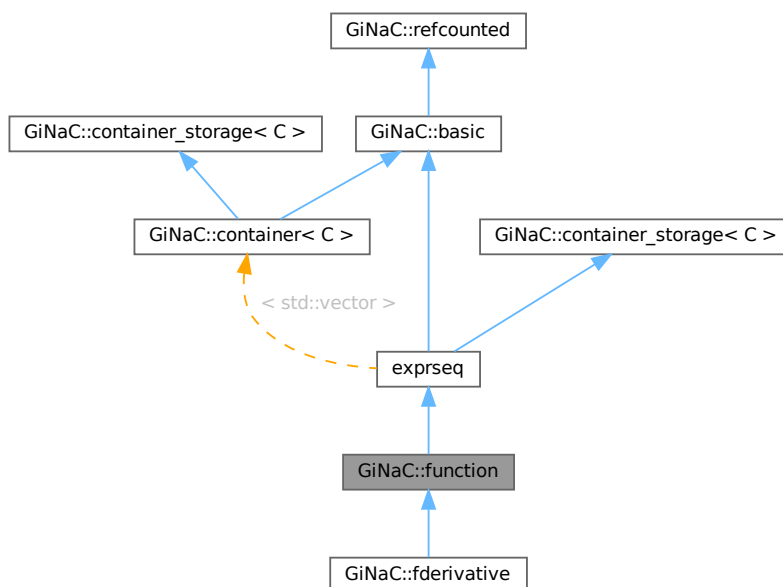 GiNaC::refcounted
GiNaC::container_storage< C >
GiNaC::basic
GiNaC::container< C >
GiNaC::container_storage< C >
< std::vector >
exprseq
GiNaC::function
GiNaC::fderivative